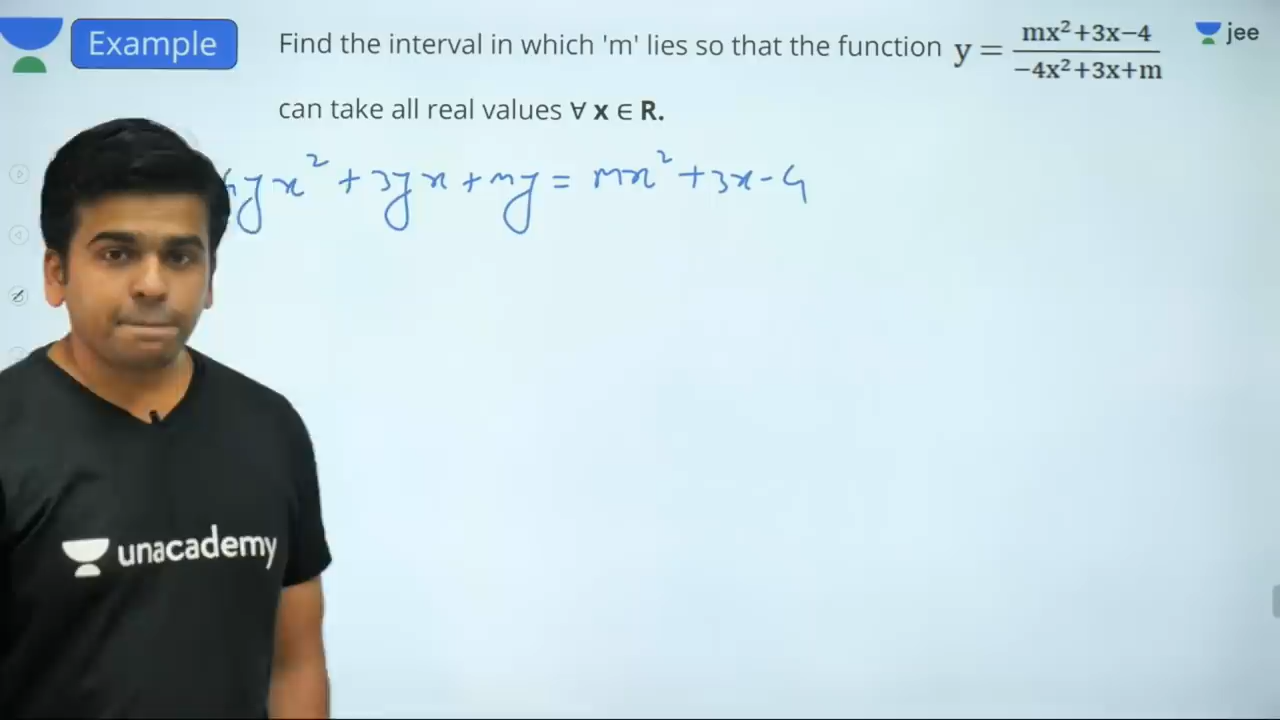 Example
Find the interval in which 'm' lies so that the function y = mx²+3x−4 / −4x²+3x+m
can take all real values ∀ x ∈ R.
jee
yx² + 3yx + my = mx² + 3x - 4
unacademy